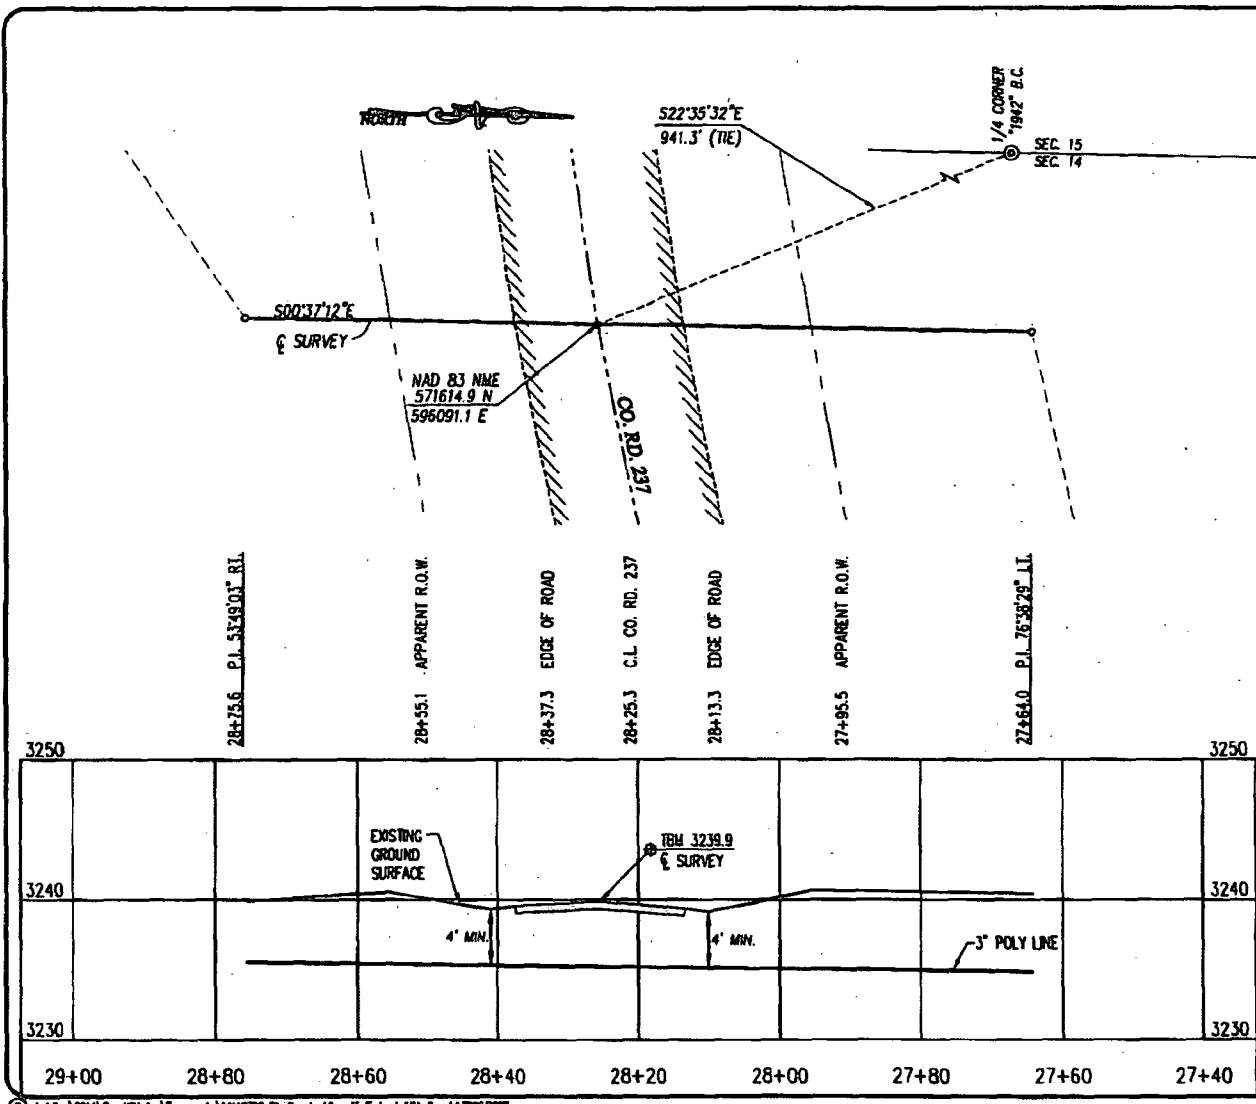 NORTH
S22°35'32"E
941.3' (TIE)
1/4 CORNER
"1942" B.C.
SEC. 15
SEC. 14
S00°37'12"E
℄ SURVEY
NAD 83 NME
571614.9 N
596091.1 E
CO. RD. 237
28+75.6 P.I. 53°49'03" RT.
28+55.1 APPARENT R.O.W.
28+37.3 EDGE OF ROAD
28+25.3 C.L. CO. RD. 237
28+13.3 EDGE OF ROAD
27+95.5 APPARENT R.O.W.
27+64.0 P.I. 76°38'29" LT.
3250
3250
EXISTING
GROUND
SURFACE
TBM 3239.9
℄ SURVEY
3240
3240
4' MIN.
4' MIN.
3" POLY LINE
3230
3230
29+00 28+80 28+60 28+40 28+20 28+00 27+80 27+60 27+40